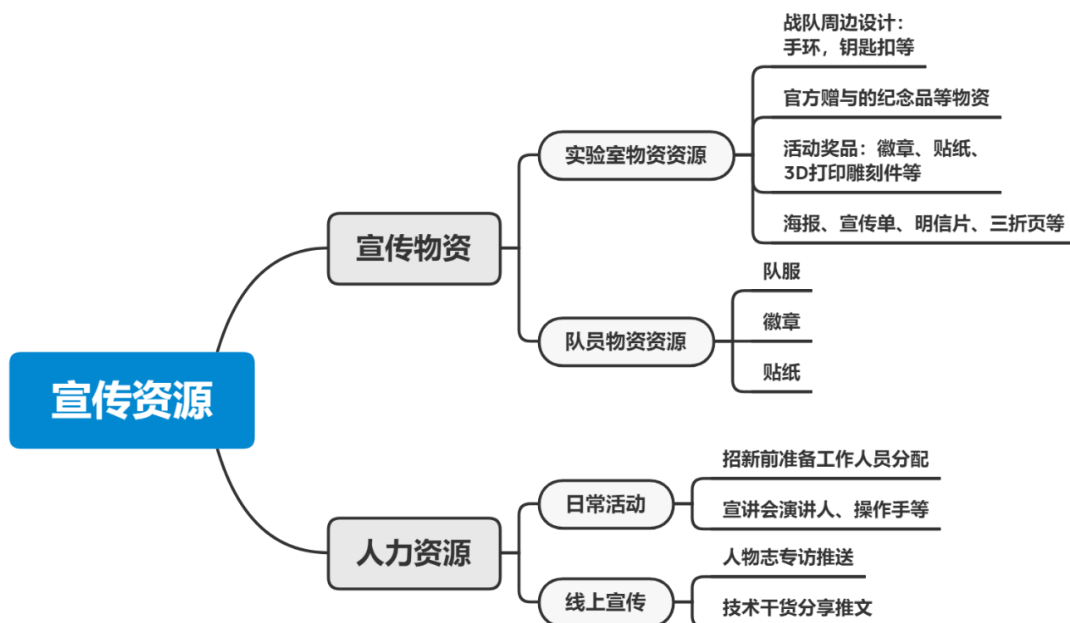 宣传资源
宣传物资
实验室物资资源
战队周边设计：
手环，钥匙扣等
官方赠与的纪念品等物资
活动奖品：徽章、贴纸、
3D打印雕刻件等
海报、宣传单、明信片、三折页等
队员物资资源
队服
徽章
贴纸
人力资源
日常活动
招新前准备工作人员分配
宣讲会演讲人、操作手等
线上宣传
人物志专访推送
技术干货分享推文